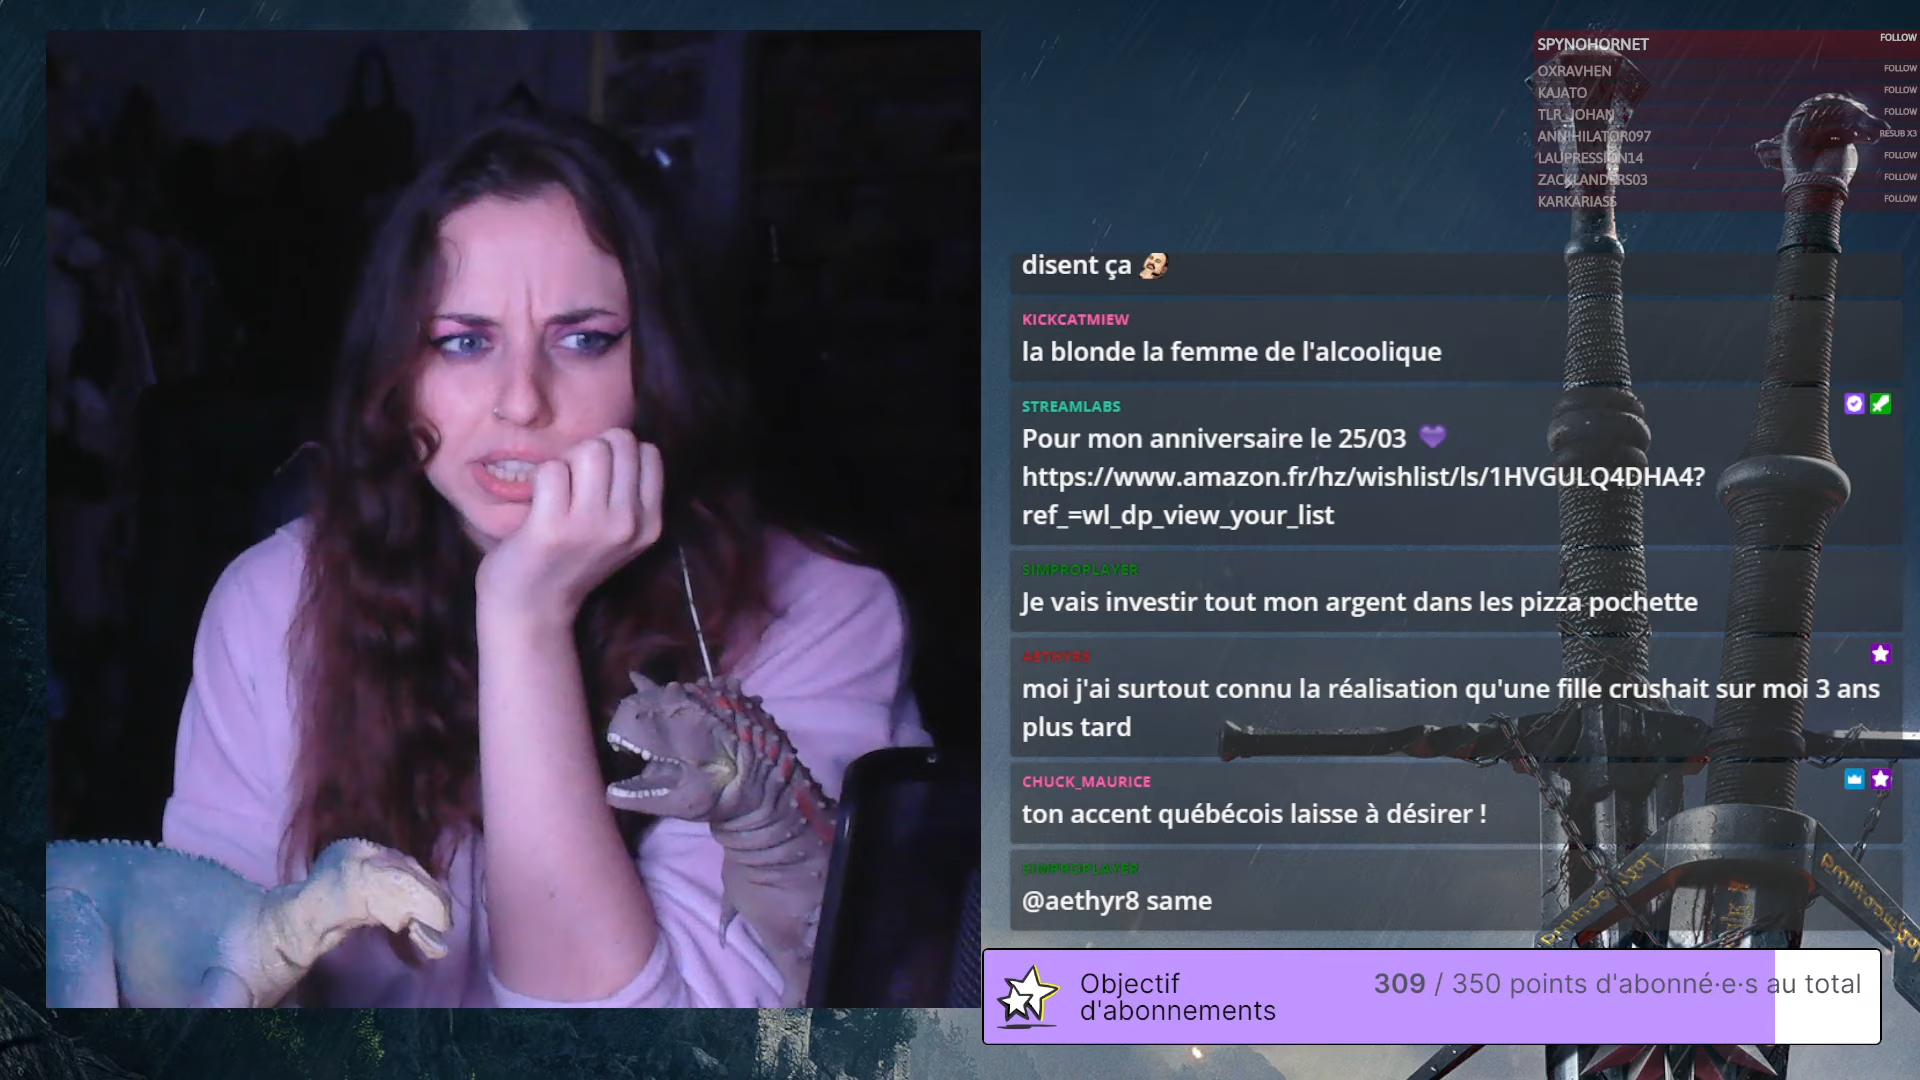 SPYNOHORNET FOLLOW
OXRAVHEN FOLLOW
KAJATO FOLLOW
TLR_JOHAN FOLLOW
ANNIHILATOR097 RESUB X3
LAUPRESSION14 FOLLOW
ZACKLANDERS03 FOLLOW
KARKARIASS FOLLOW
disent ça
KICKCATMIEW
la blonde la femme de l'alcoolique
STREAMLABS
Pour mon anniversaire le 25/03
https://www.amazon.fr/hz/wishlist/ls/1HVGULQ4DHA4?
ref_=wl_dp_view_your_list
SIMPROPLAYER
Je vais investir tout mon argent dans les pizza pochette
AETHYR8
moi j'ai surtout connu la réalisation qu'une fille crushait sur moi 3 ans
plus tard
CHUCK_MAURICE
ton accent québécois laisse à désirer !
SIMPROPLAYER
@aethyr8 same
Objectif
d'abonnements
309 / 350 points d'abonné·e·s au total